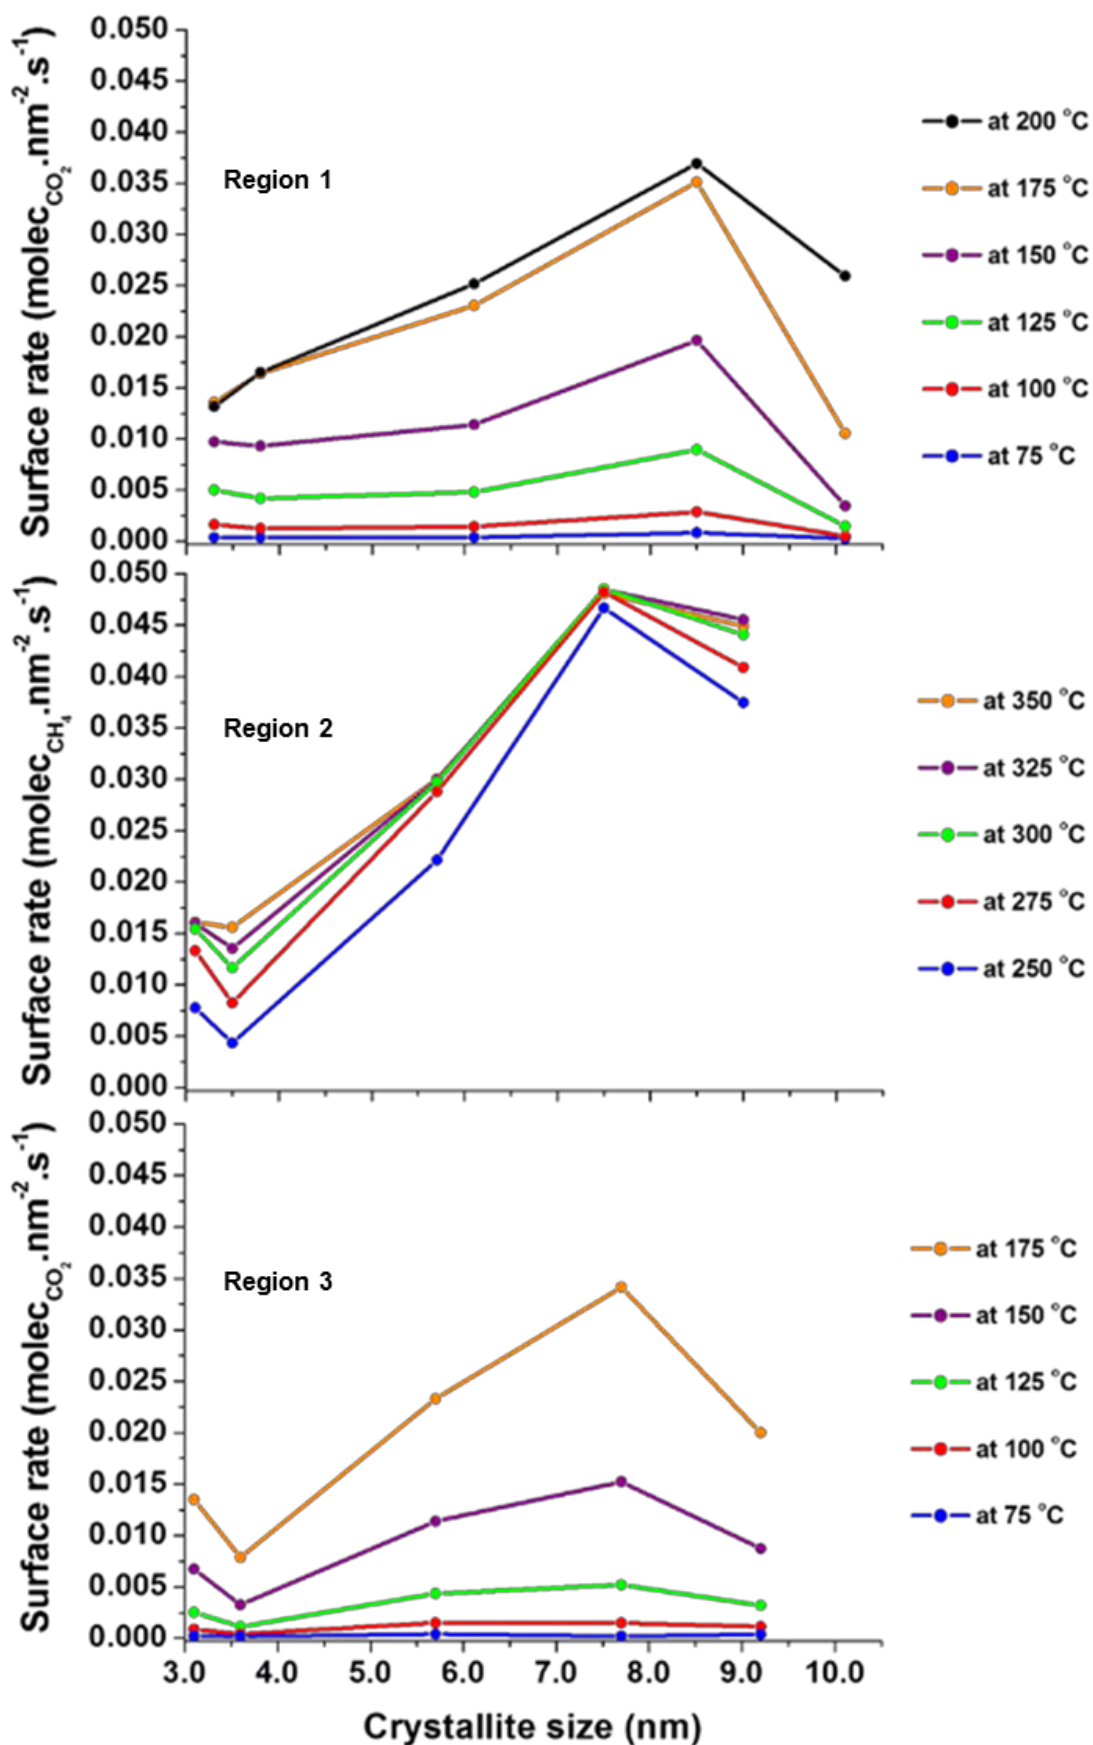 Surface rate (molec_CO₂.nm⁻².s⁻¹)
0.050
0.045
0.040
0.035
0.030
0.025
0.020
0.015
0.010
0.005
0.000
Region 1
at 200 °C
at 175 °C
at 150 °C
at 125 °C
at 100 °C
at 75 °C
Surface rate (molec_CH₄.nm⁻².s⁻¹)
0.050
0.045
0.040
0.035
0.030
0.025
0.020
0.015
0.010
0.005
0.000
Region 2
at 350 °C
at 325 °C
at 300 °C
at 275 °C
at 250 °C
Surface rate (molec_CO₂.nm⁻².s⁻¹)
0.050
0.045
0.040
0.035
0.030
0.025
0.020
0.015
0.010
0.005
0.000
Region 3
at 175 °C
at 150 °C
at 125 °C
at 100 °C
at 75 °C
3.0 4.0 5.0 6.0 7.0 8.0 9.0 10.0
Crystallite size (nm)